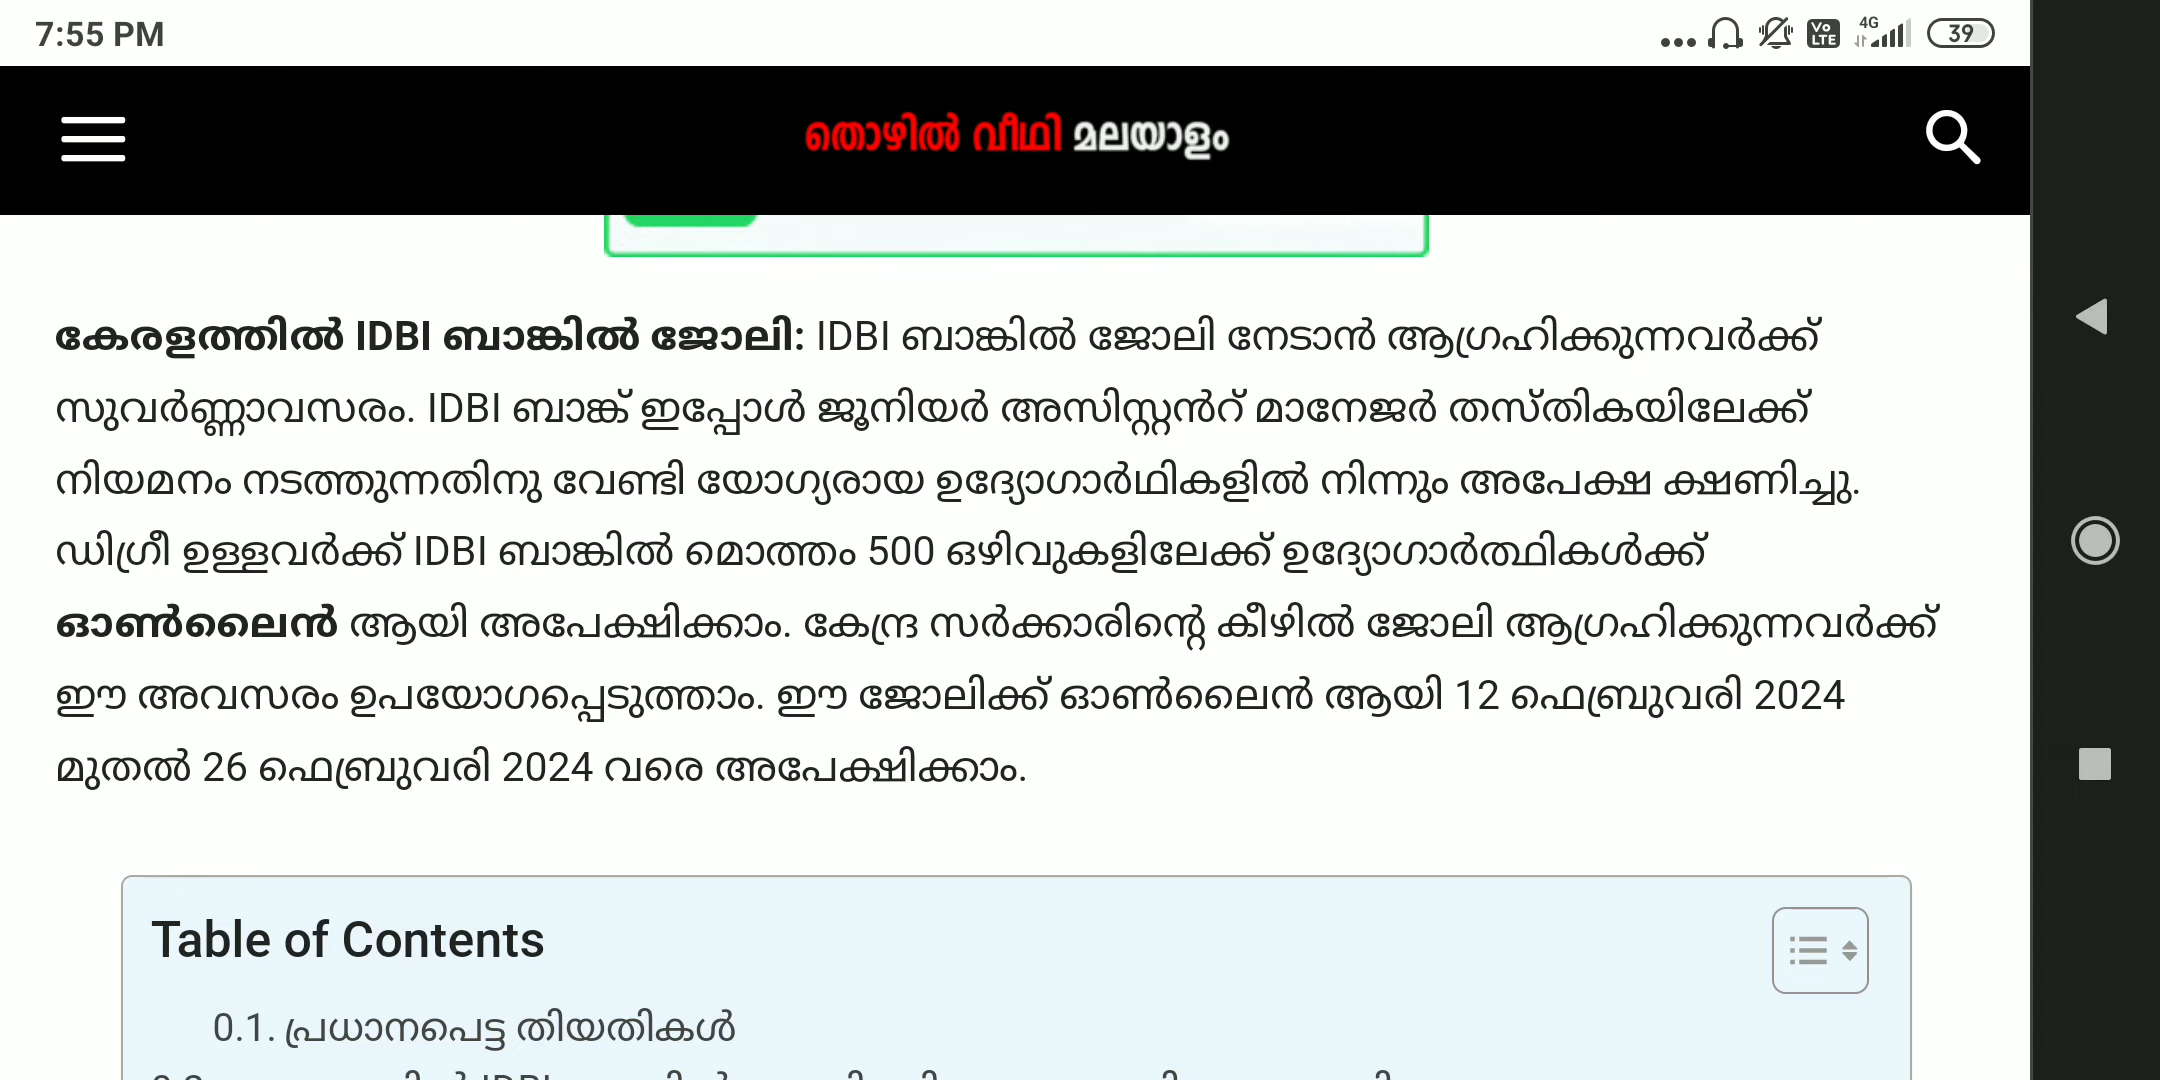 7:55 PM
4G
Vo LTE
39
തൊഴിൽ വീഥി മലയാളം
കേരളത്തിൽ IDBI ബാങ്കിൽ ജോലി: IDBI ബാങ്കിൽ ജോലി നേടാൻ ആഗ്രഹിക്കുന്നവർക്ക്
സുവർണ്ണാവസരം. IDBI ബാങ്ക് ഇപ്പോൾ ജൂനിയർ അസിസ്റ്റൻറ് മാനേജർ തസ്തികയിലേക്ക്
നിയമനം നടത്തുന്നതിനു വേണ്ടി യോഗ്യരായ ഉദ്യോഗാർഥികളിൽ നിന്നും അപേക്ഷ ക്ഷണിച്ചു.
ഡിഗ്രീ ഉള്ളവർക്ക് IDBI ബാങ്കിൽ മൊത്തം 500 ഒഴിവുകളിലേക്ക് ഉദ്യോഗാർത്ഥികൾക്ക്
ഓൺലൈൻ ആയി അപേക്ഷിക്കാം. കേന്ദ്ര സർക്കാരിന്റെ കീഴിൽ ജോലി ആഗ്രഹിക്കുന്നവർക്ക്
ഈ അവസരം ഉപയോഗപ്പെടുത്താം. ഈ ജോലിക്ക് ഓൺലൈൻ ആയി 12 ഫെബ്രുവരി 2024
മുതൽ 26 ഫെബ്രുവരി 2024 വരെ അപേക്ഷിക്കാം.
Table of Contents
0.1. പ്രധാനപെട്ട തിയതികൾ